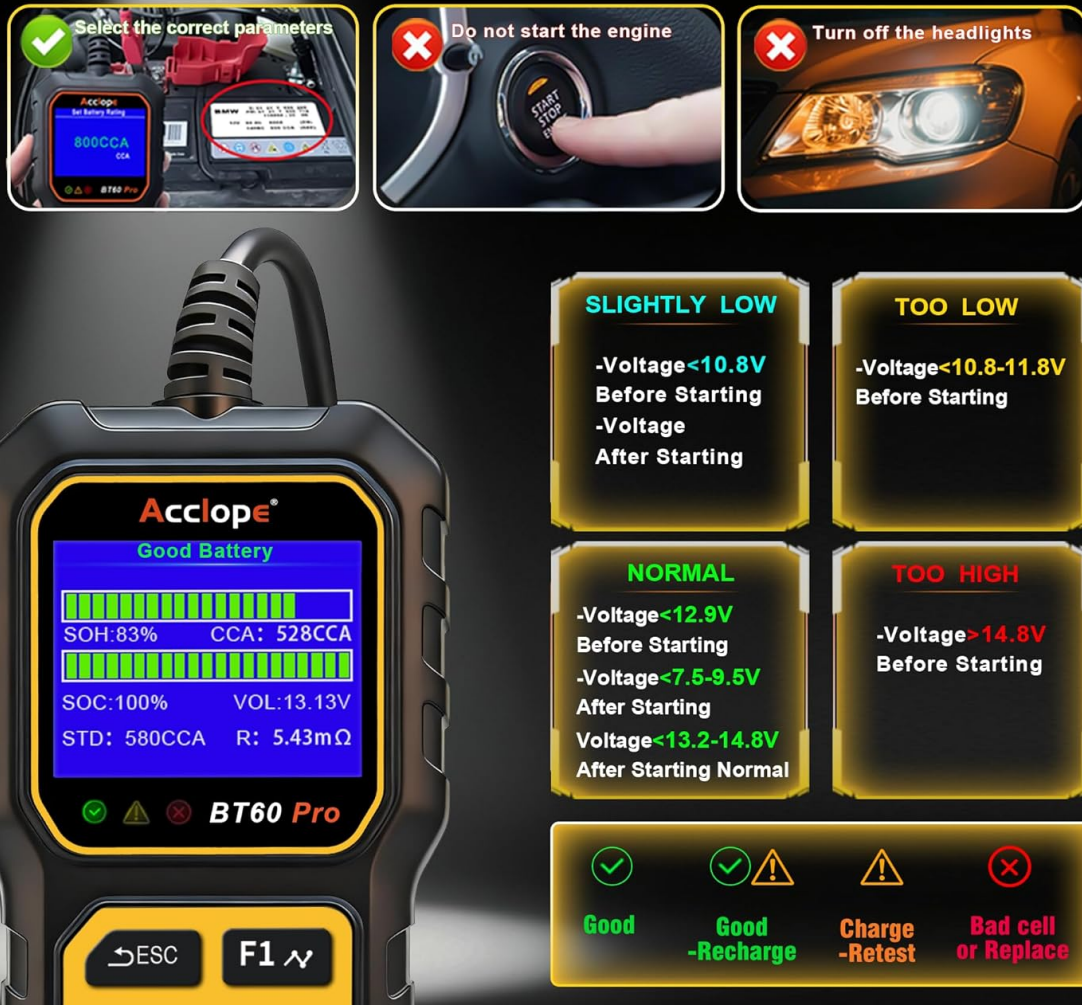 Select the correct parameters
Acclope
Set Battery Rating
800CCA
CCA
BT60 Pro
BMW
Do not start the engine
START
STOP
Turn off the headlights
Acclope®
Good Battery
SOH:83% CCA: 528CCA
SOC:100% VOL:13.13V
STD: 580CCA R: 5.43mΩ
BT60 Pro
ESC
F1
SLIGHTLY LOW
-Voltage<10.8V
Before Starting
-Voltage
After Starting
TOO LOW
-Voltage<10.8-11.8V
Before Starting
NORMAL
-Voltage<12.9V
Before Starting
-Voltage<7.5-9.5V
After Starting
Voltage<13.2-14.8V
After Starting Normal
TOO HIGH
-Voltage>14.8V
Before Starting
Good
Good
-Recharge
Charge
-Retest
Bad cell
or Replace